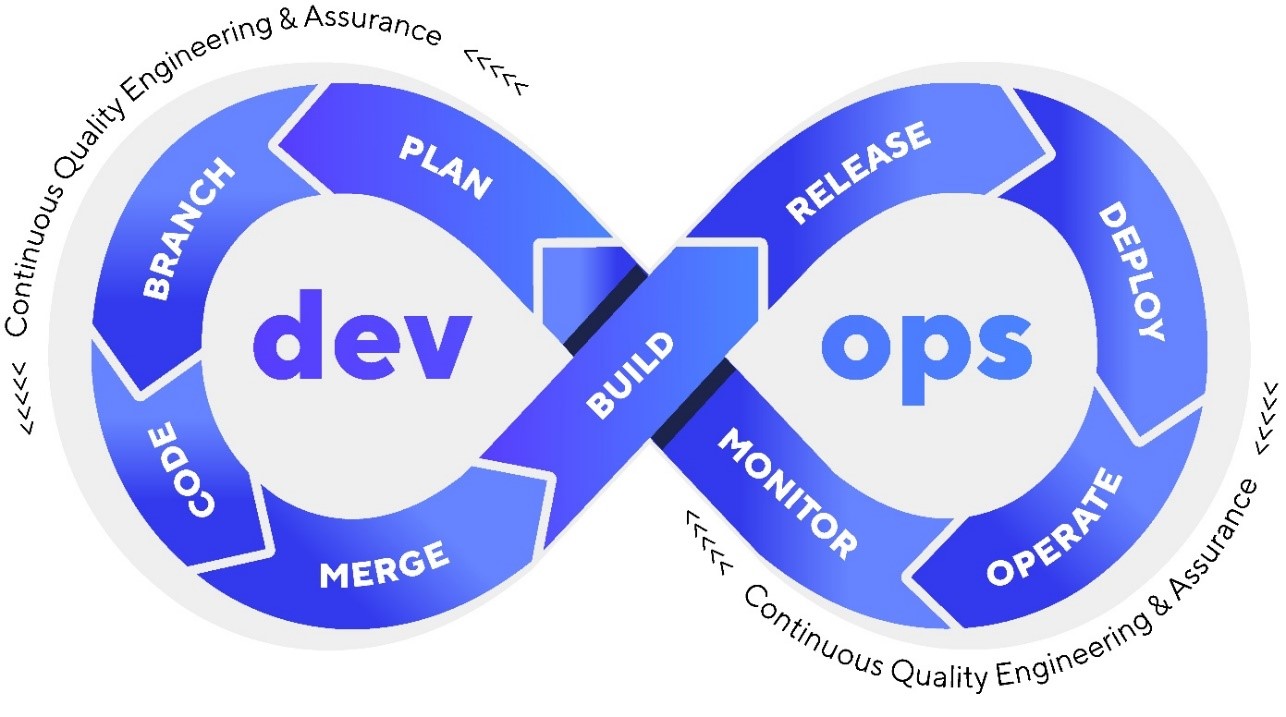 Continuous Quality Engineering & Assurance <<<<<
<<<<<
PLAN
BRANCH
CODE
MERGE
BUILD
RELEASE
DEPLOY
OPERATE
MONITOR
dev
ops
<<<<< Continuous Quality Engineering & Assurance <<<<<